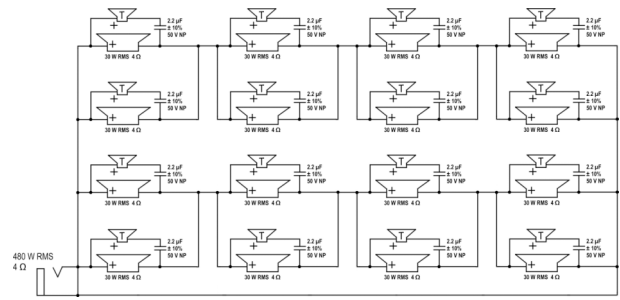 T T T T
2.2 µF 2.2 µF 2.2 µF 2.2 µF
± 10% ± 10% ± 10% ± 10%
50 V NP 50 V NP 50 V NP 50 V NP
+ + + +
+ + + +
30 W RMS 4 Ω 30 W RMS 4 Ω 30 W RMS 4 Ω 30 W RMS 4 Ω
T T T T
2.2 µF 2.2 µF 2.2 µF 2.2 µF
± 10% ± 10% ± 10% ± 10%
50 V NP 50 V NP 50 V NP 50 V NP
+ + + +
+ + + +
30 W RMS 4 Ω 30 W RMS 4 Ω 30 W RMS 4 Ω 30 W RMS 4 Ω
T T T T
2.2 µF 2.2 µF 2.2 µF 2.2 µF
± 10% ± 10% ± 10% ± 10%
50 V NP 50 V NP 50 V NP 50 V NP
+ + + +
+ + + +
30 W RMS 4 Ω 30 W RMS 4 Ω 30 W RMS 4 Ω 30 W RMS 4 Ω
T T T T
2.2 µF 2.2 µF 2.2 µF 2.2 µF
± 10% ± 10% ± 10% ± 10%
50 V NP 50 V NP 50 V NP 50 V NP
+ + + +
+ + + +
30 W RMS 4 Ω 30 W RMS 4 Ω 30 W RMS 4 Ω 30 W RMS 4 Ω
480 W RMS
4 Ω